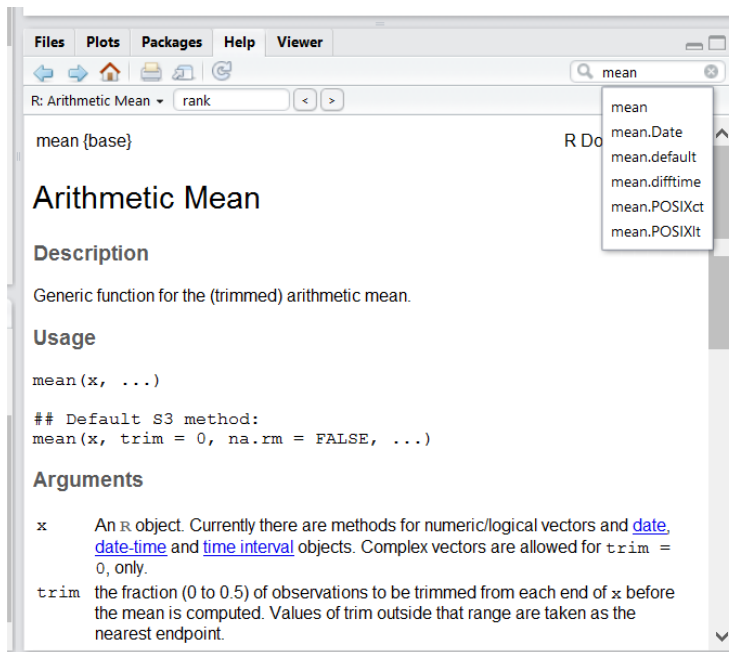 Files Plots Packages Help Viewer
mean
R: Arithmetic Mean rank < >
mean
mean.Date
mean.default
mean.difftime
mean.POSIXct
mean.POSIXlt
mean {base} R Do
Arithmetic Mean
Description
Generic function for the (trimmed) arithmetic mean.
Usage
mean(x, ...)
## Default S3 method:
mean(x, trim = 0, na.rm = FALSE, ...)
Arguments
x An R object. Currently there are methods for numeric/logical vectors and date,
date-time and time interval objects. Complex vectors are allowed for trim =
0, only.
trim the fraction (0 to 0.5) of observations to be trimmed from each end of x before
the mean is computed. Values of trim outside that range are taken as the
nearest endpoint.